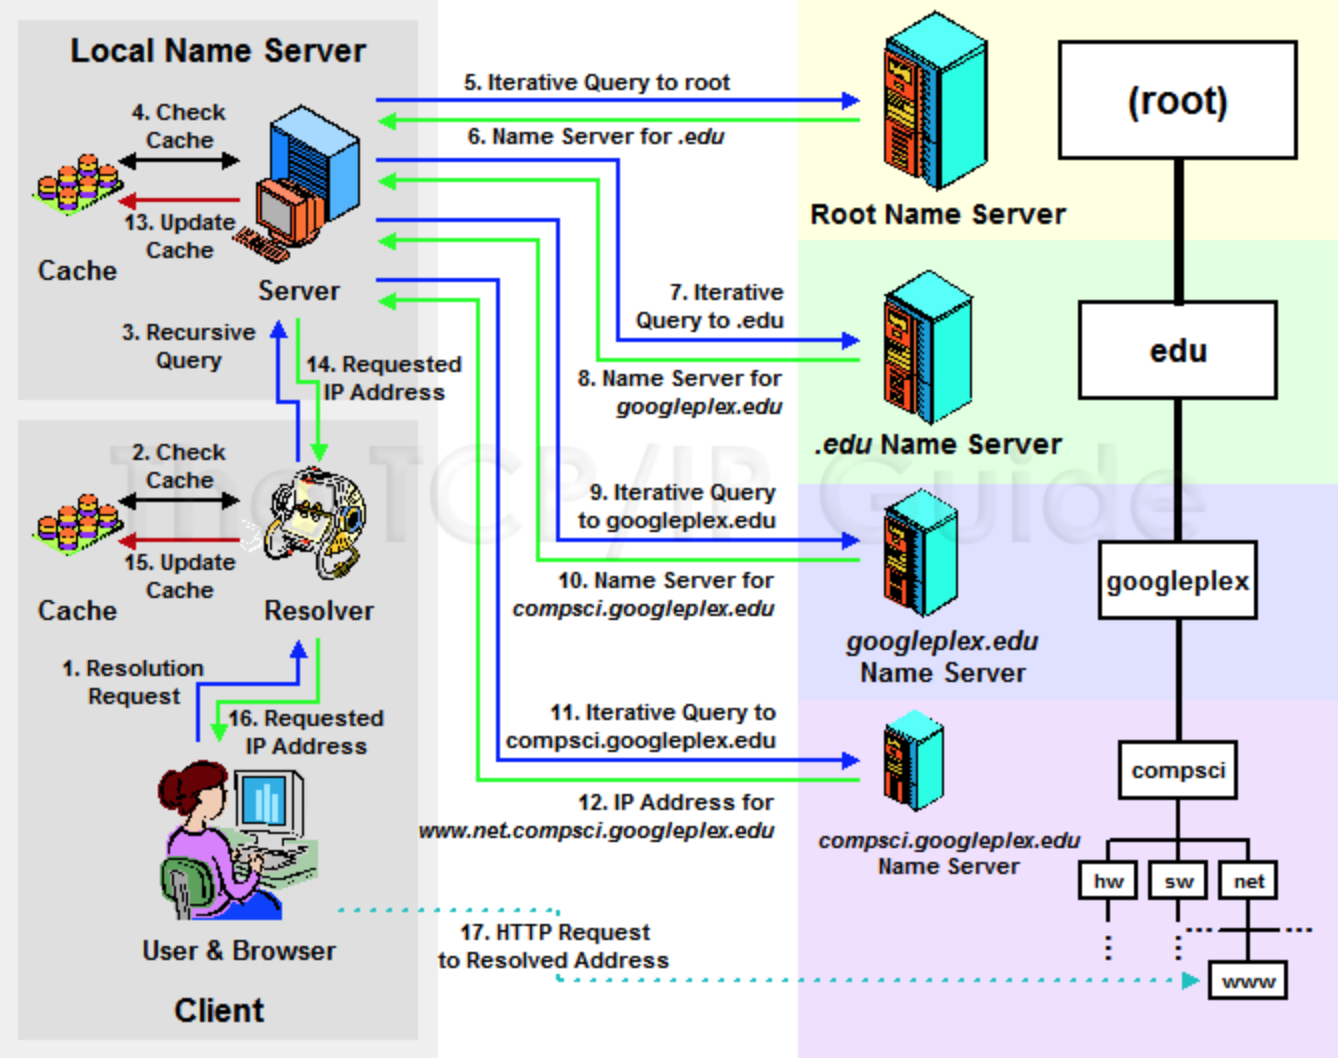 Local Name Server
4. Check
Cache
13. Update
Cache
Cache
Server
3. Recursive
Query
14. Requested
IP Address
2. Check
Cache
15. Update
Cache
Cache
Resolver
1. Resolution
Request
16. Requested
IP Address
User & Browser
Client
5. Iterative Query to root
6. Name Server for .edu
7. Iterative
Query to .edu
8. Name Server for
googleplex.edu
9. Iterative Query
to googleplex.edu
10. Name Server for
compsci.googleplex.edu
11. Iterative Query to
compsci.googleplex.edu
12. IP Address for
www.net.compsci.googleplex.edu
17. HTTP Request
to Resolved Address
Root Name Server
.edu Name Server
googleplex.edu
Name Server
compsci.googleplex.edu
Name Server
(root)
edu
googleplex
compsci
hw
sw
net
www
The TCP/IP Guide